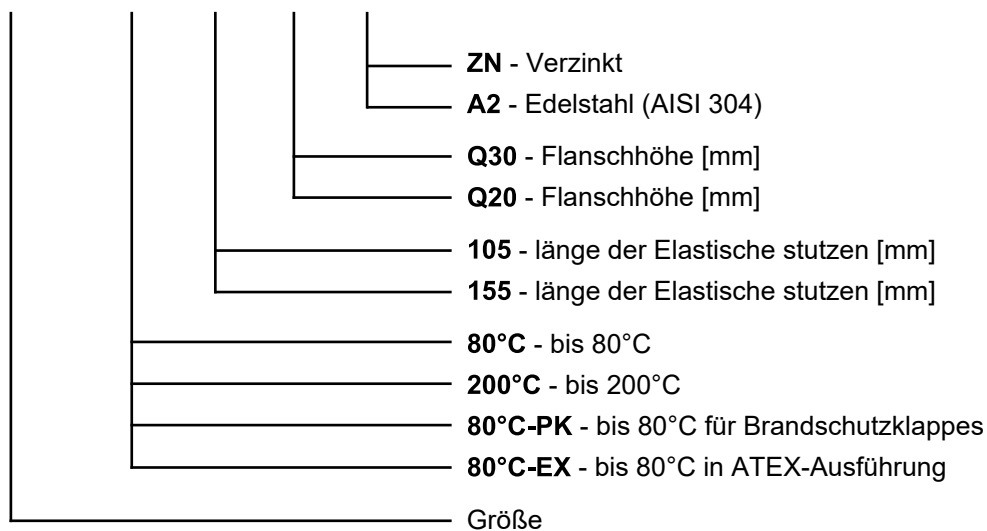 ZN - Verzinkt
A2 - Edelstahl (AISI 304)
Q30 - Flanschhöhe [mm]
Q20 - Flanschhöhe [mm]
105 - länge der Elastische stutzen [mm]
155 - länge der Elastische stutzen [mm]
80°C - bis 80°C
200°C - bis 200°C
80°C-PK - bis 80°C für Brandschutzklappes
80°C-EX - bis 80°C in ATEX-Ausführung
Größe